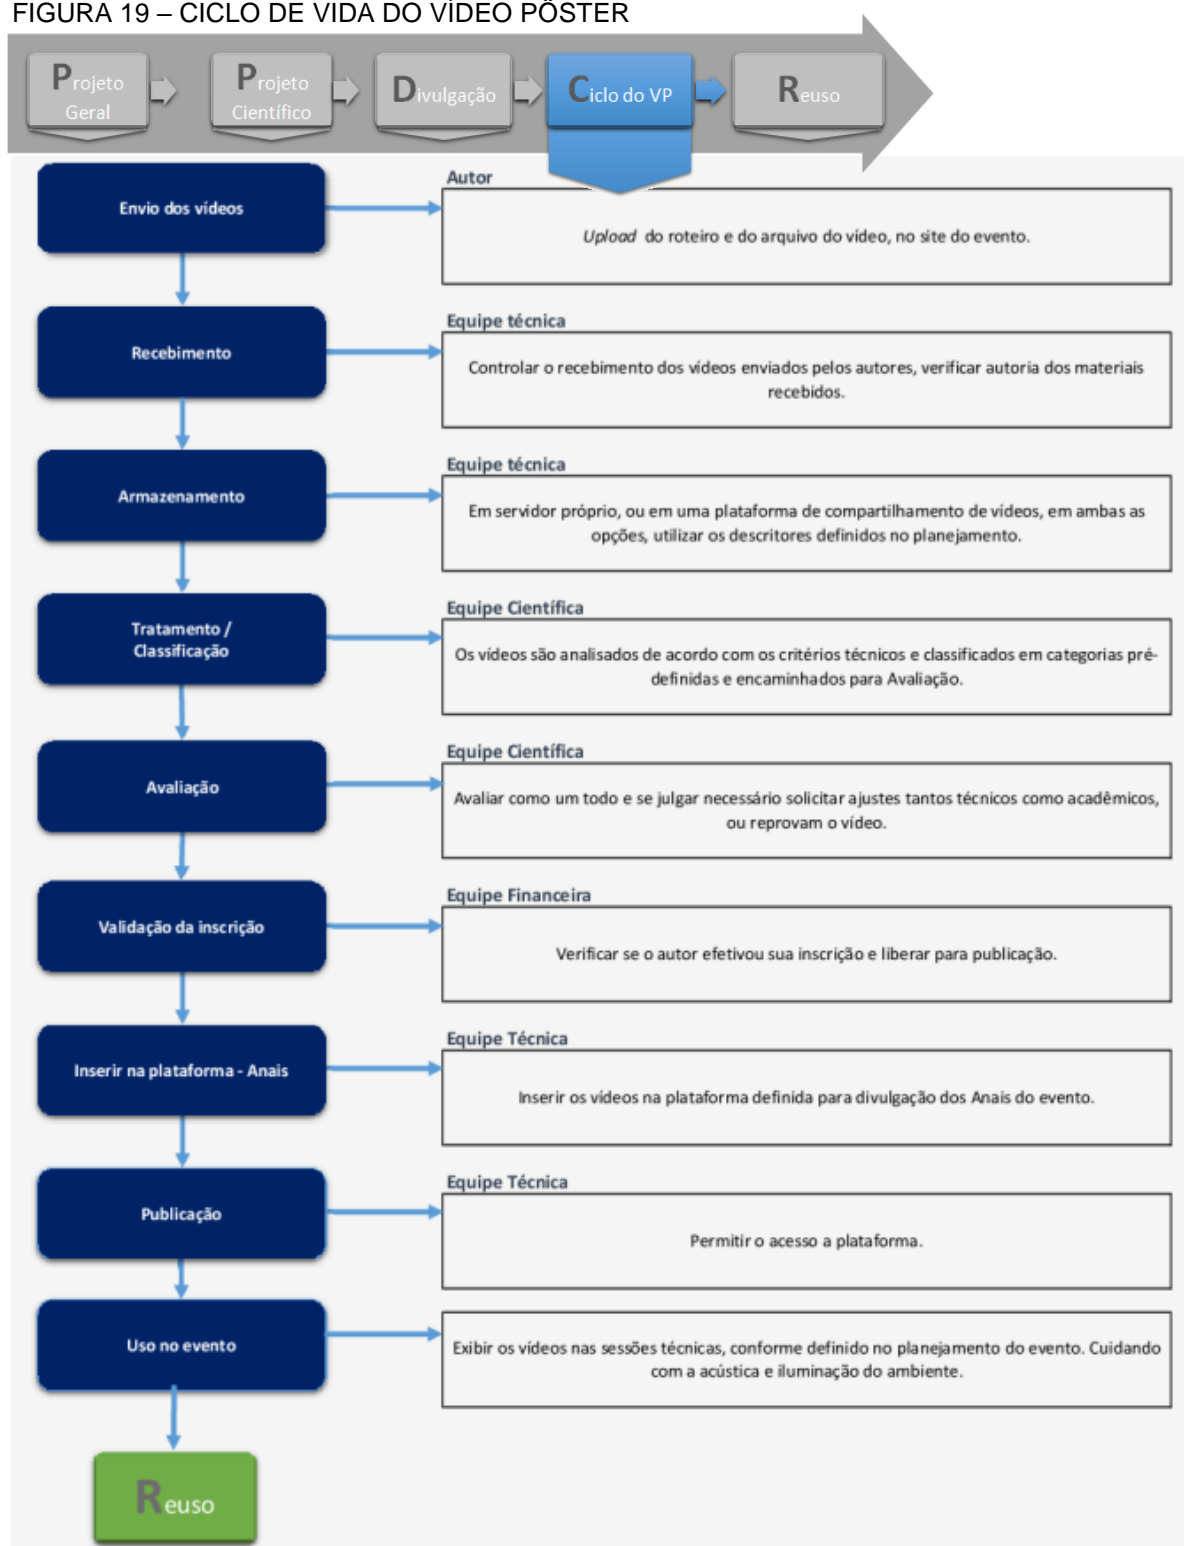 FIGURA 19 – CICLO DE VIDA DO VÍDEO PÔSTER
Projeto
Geral
Projeto
Científico
Divulgação
Ciclo do VP
Reuso
Envio dos vídeos
Autor
Upload do roteiro e do arquivo do vídeo, no site do evento.
Recebimento
Equipe técnica
Controlar o recebimento dos vídeos enviados pelos autores, verificar autoria dos materiais
recebidos.
Armazenamento
Equipe técnica
Em servidor próprio, ou em uma plataforma de compartilhamento de vídeos, em ambas as
opções, utilizar os descritores definidos no planejamento.
Tratamento /
Classificação
Equipe Científica
Os vídeos são analisados de acordo com os critérios técnicos e classificados em categorias pré-
definidas e encaminhados para Avaliação.
Avaliação
Equipe Científica
Avaliar como um todo e se julgar necessário solicitar ajustes tantos técnicos como acadêmicos,
ou reprovam o vídeo.
Validação da inscrição
Equipe Financeira
Verificar se o autor efetivou sua inscrição e liberar para publicação.
Inserir na plataforma - Anais
Equipe Técnica
Inserir os vídeos na plataforma definida para divulgação dos Anais do evento.
Publicação
Equipe Técnica
Permitir o acesso a plataforma.
Uso no evento
Exibir os vídeos nas sessões técnicas, conforme definido no planejamento do evento. Cuidando
com a acústica e iluminação do ambiente.
Reuso